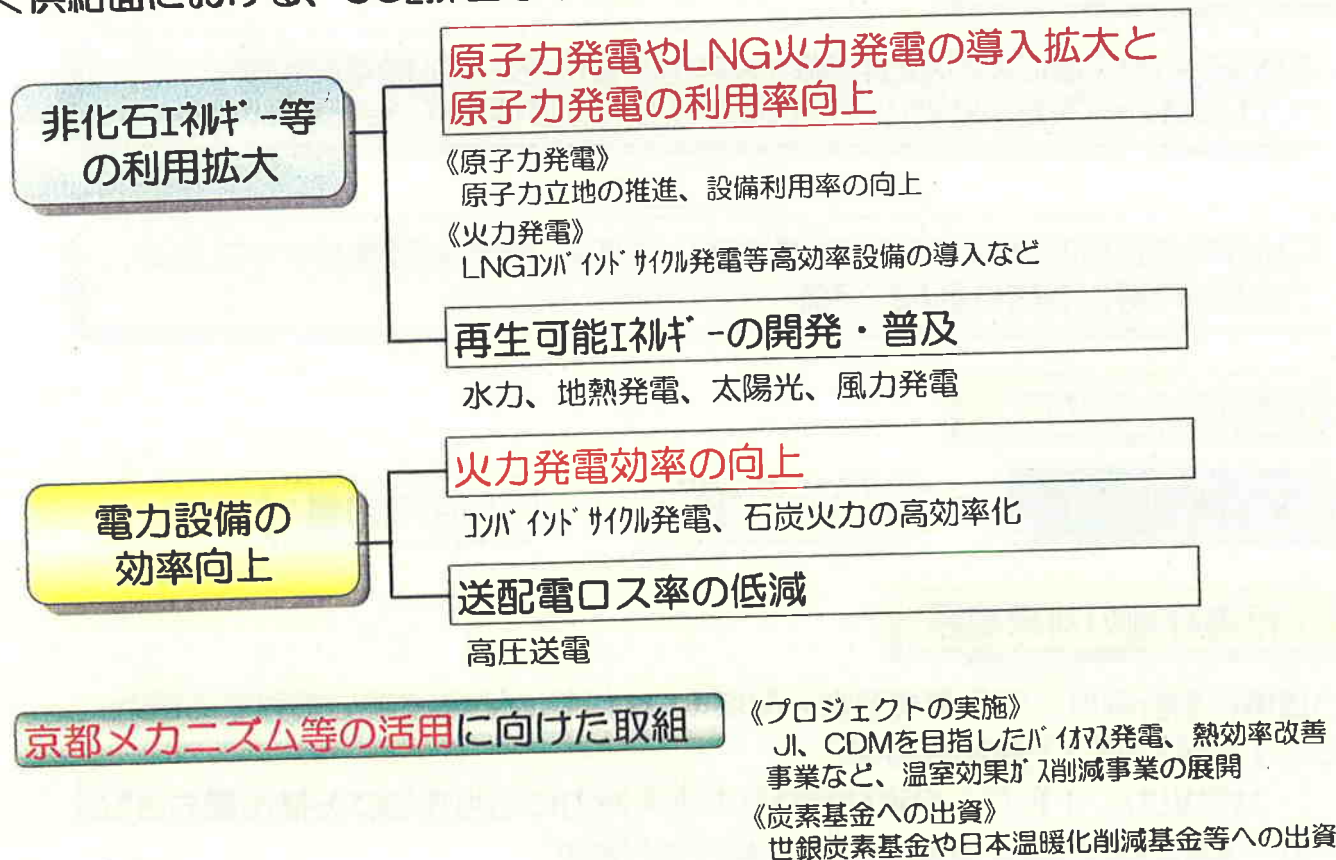 ＜供給面における、CO₂排
非化石ｴﾈﾙｷﾞｰ等
の利用拡大
原子力発電やLNG火力発電の導入拡大と
原子力発電の利用率向上
《原子力発電》
原子力立地の推進、設備利用率の向上
《火力発電》
LNGｺﾝﾊﾞｲﾝﾄﾞｻｲｸﾙ発電等高効率設備の導入など
再生可能ｴﾈﾙｷﾞｰの開発・普及
水力、地熱発電、太陽光、風力発電
電力設備の
効率向上
火力発電効率の向上
ｺﾝﾊﾞｲﾝﾄﾞｻｲｸﾙ発電、石炭火力の高効率化
送配電ロス率の低減
高圧送電
京都メカニズム等の活用に向けた取組
《プロジェクトの実施》
JI、CDMを目指したﾊﾞｲｵﾏｽ発電、熱効率改善
事業など、温室効果ｶﾞｽ削減事業の展開
《炭素基金への出資》
世銀炭素基金や日本温暖化削減基金等への出資